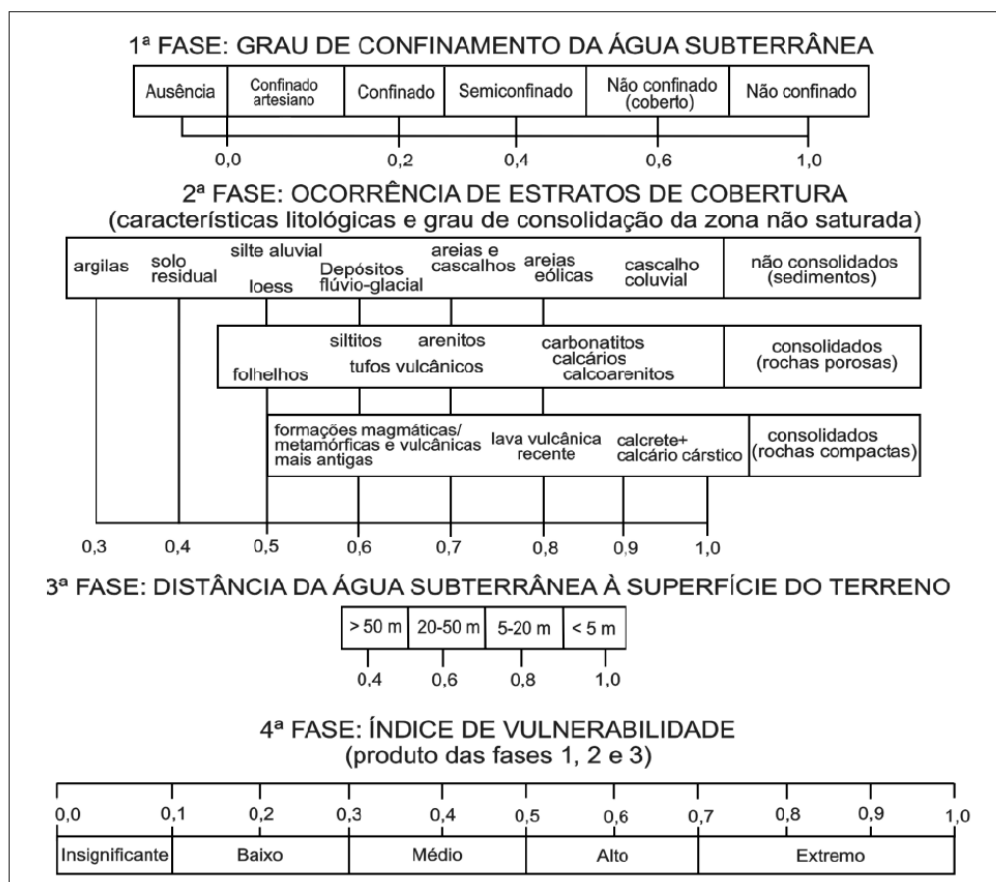 1ª FASE: GRAU DE CONFINAMENTO DA ÁGUA SUBTERRÂNEA
Ausência
Confinado
artesiano
Confinado
Semiconfinado
Não confinado
(coberto)
Não confinado
0,0 0,2 0,4 0,6 1,0
2ª FASE: OCORRÊNCIA DE ESTRATOS DE COBERTURA
(características litológicas e grau de consolidação da zona não saturada)
argilas
solo
residual
silte aluvial
loess
Depósitos
flúvio-glacial
areias e
cascalhos
areias
eólicas
cascalho
coluvial
não consolidados
(sedimentos)
folhelhos
siltitos
tufos vulcânicos
arenitos
carbonatitos
calcários
calcoarenitos
consolidados
(rochas porosas)
formações magmáticas/
metamórficas e vulcânicas
mais antigas
lava vulcânica
recente
calcrete+
calcário cárstico
consolidados
(rochas compactas)
0,3 0,4 0,5 0,6 0,7 0,8 0,9 1,0
3ª FASE: DISTÂNCIA DA ÁGUA SUBTERRÂNEA À SUPERFÍCIE DO TERRENO
> 50 m 20-50 m 5-20 m < 5 m
0,4 0,6 0,8 1,0
4ª FASE: ÍNDICE DE VULNERABILIDADE
(produto das fases 1, 2 e 3)
0,0 0,1 0,2 0,3 0,4 0,5 0,6 0,7 0,8 0,9 1,0
Insignificante Baixo Médio Alto Extremo